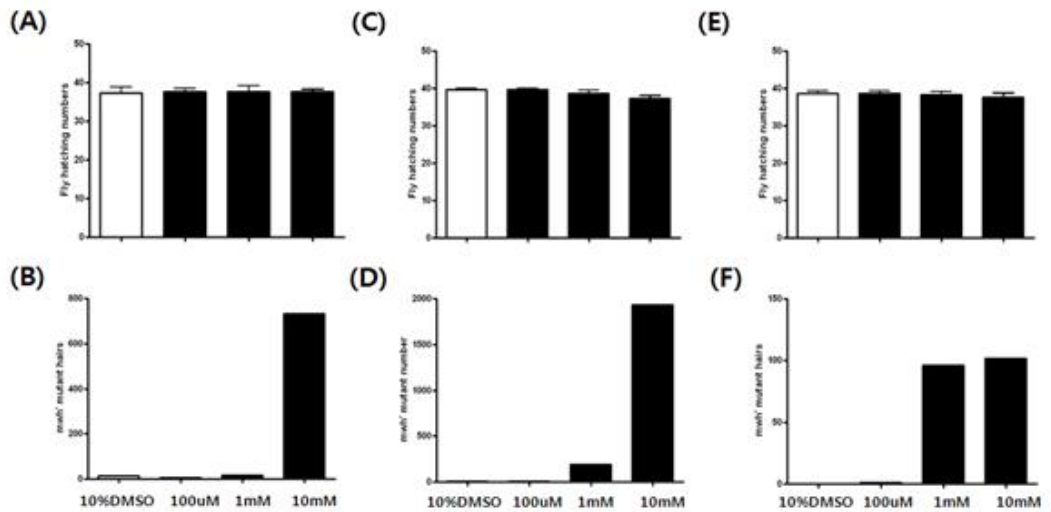 (A)
50
40
30
20
10
0
Fly hatching numbers
(C)
50
40
30
20
10
0
Fly hatching numbers
(E)
50
40
30
20
10
0
Fly hatching numbers
(B)
800
600
400
200
0
mwh' mutant hairs
10%DMSO 100uM 1mM 10mM
(D)
2000
1500
1000
500
0
mwh' mutant number
10%DMSO 100uM 1mM 10mM
(F)
150
100
50
0
mwh' mutant hairs
10%DMSO 100uM 1mM 10mM